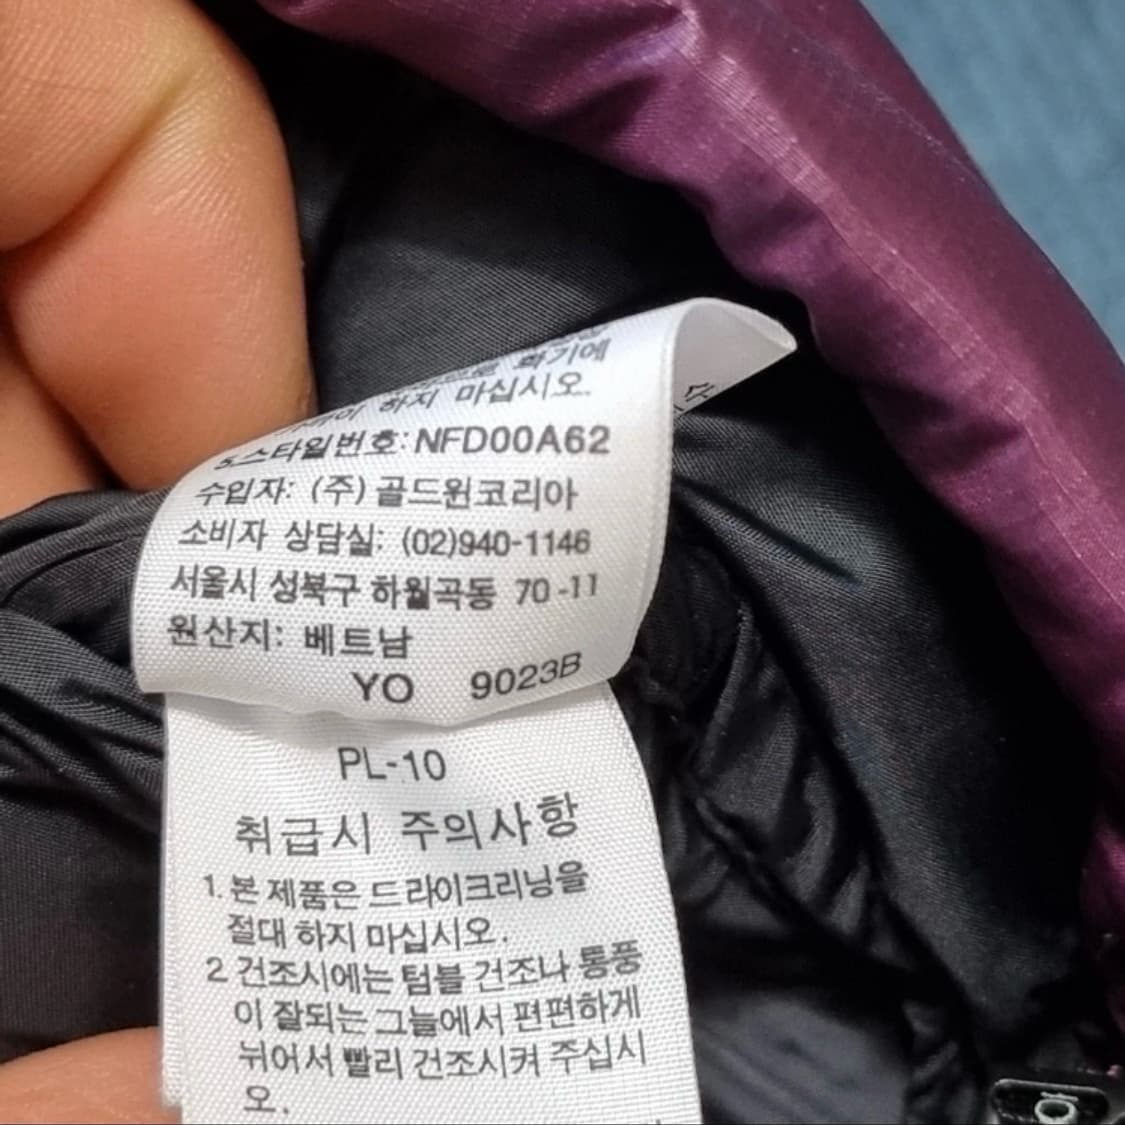 화기에
하지 마십시오.
5.스타일번호: NFD00A62
수입자: (주) 골드윈코리아
소비자 상담실: (02)940-1146
서울시 성북구 하월곡동 70-11
원산지: 베트남
YO 9023B
PL-10
취급시 주의사항
1. 본 제품은 드라이크리닝을
절대 하지 마십시오.
2 건조시에는 텀블 건조나 통풍
이 잘되는 그늘에서 편편하게
뉘어서 빨리 건조시켜 주십시
오.